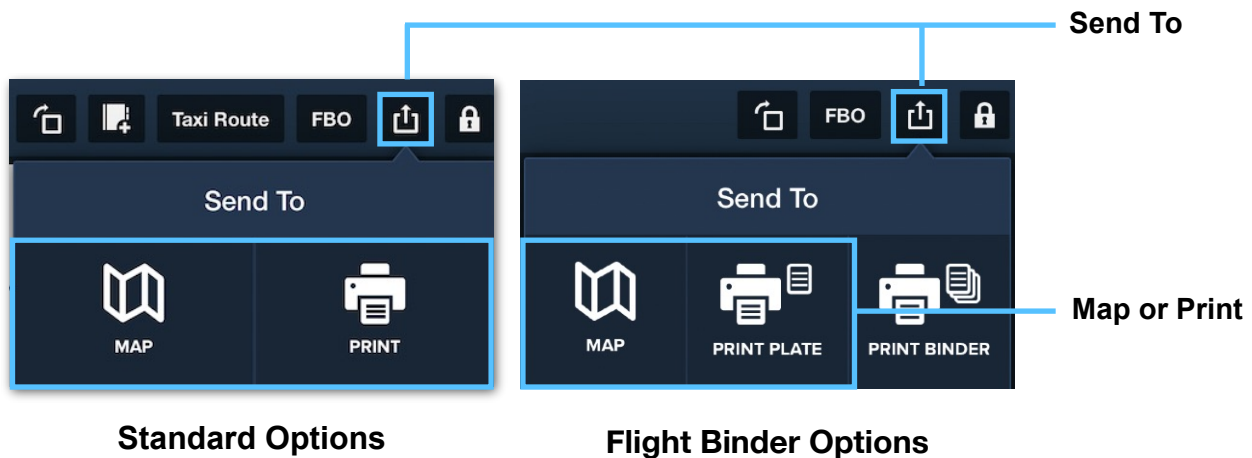 Send To
Taxi Route FBO
FBO
Send To
Send To
MAP PRINT
MAP PRINT PLATE PRINT BINDER
Map or Print
Standard Options
Flight Binder Options